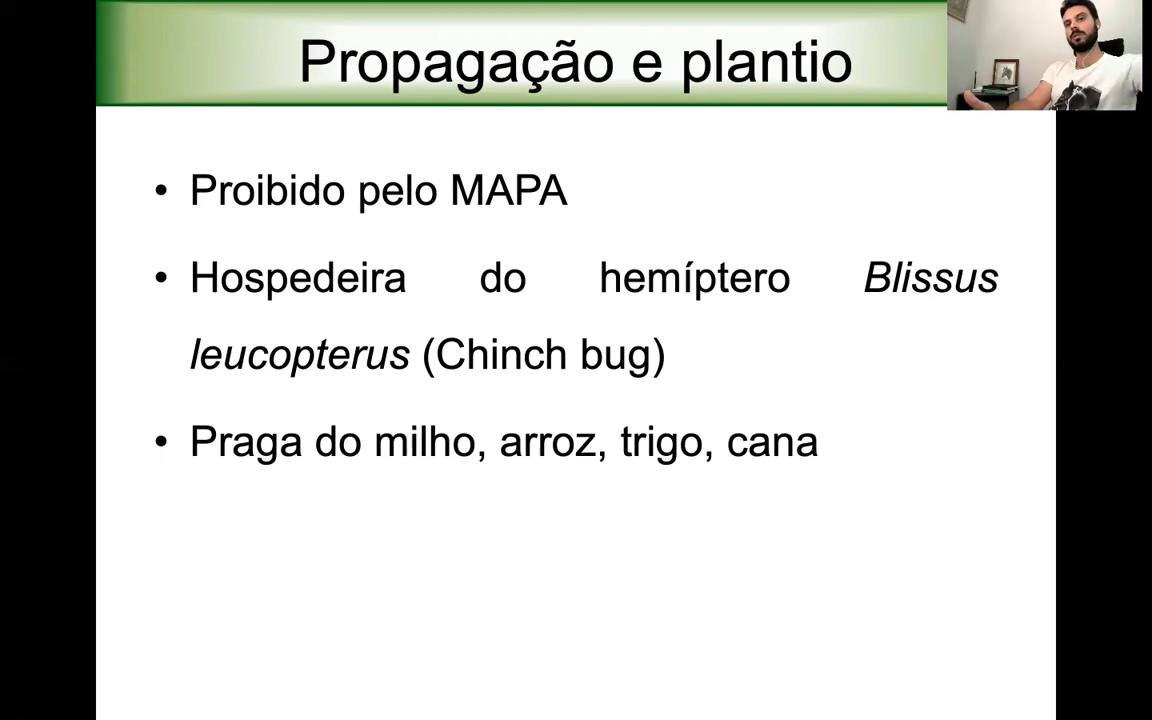 Propagação e plantio
• Proibido pelo MAPA
• Hospedeira do hemíptero Blissus
leucopterus (Chinch bug)
• Praga do milho, arroz, trigo, cana